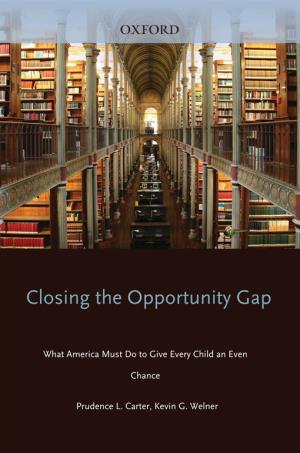 OXFORD
Closing the Opportunity Gap
What America Must Do to Give Every Child an Even
Chance
Prudence L. Carter, Kevin G. Welner